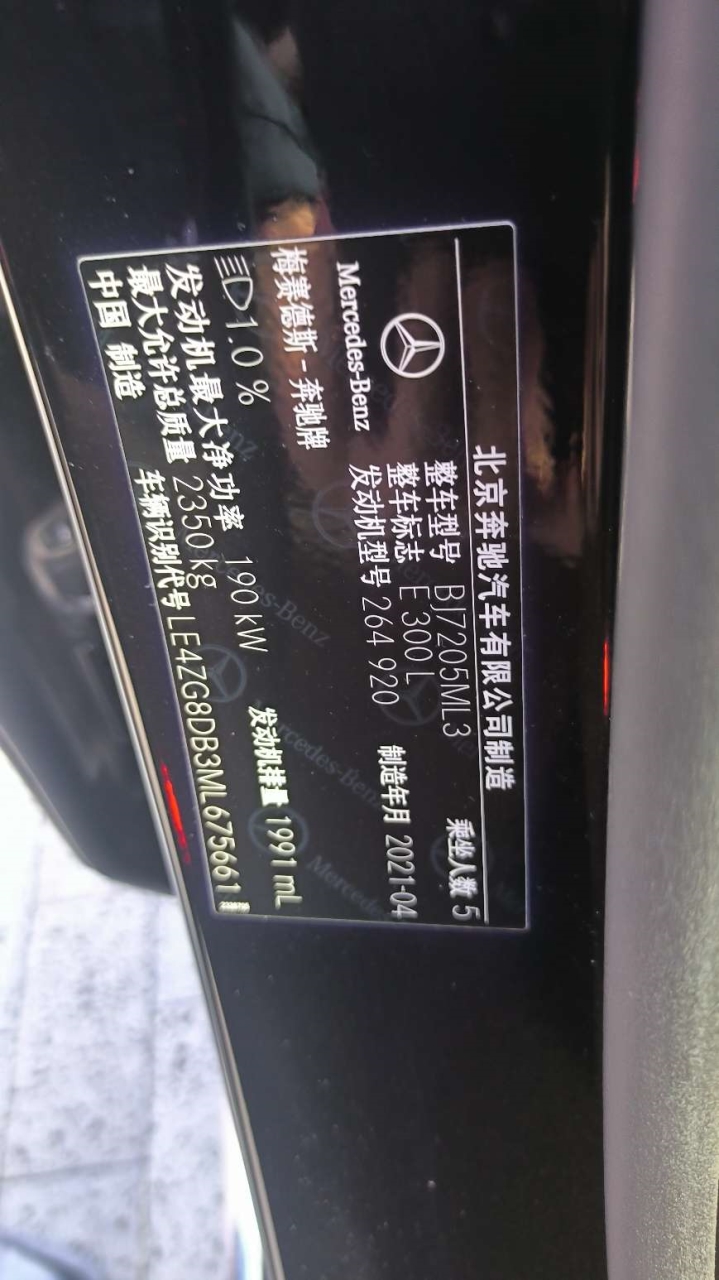 北京奔驰汽车有限公司制造
Mercedes-Benz
梅赛德斯-奔驰牌
整车型号 BJ7205ML3 乘坐人数 5
整车标志 E 300 L
发动机型号 264 920 制造年月 2021-04
1.0 %
发动机最大净功率 190 kW 发动机排量 1991 mL
最大允许总质量 2350 kg
中国 制造 车辆识别代号 LE4ZG8DB3ML675661